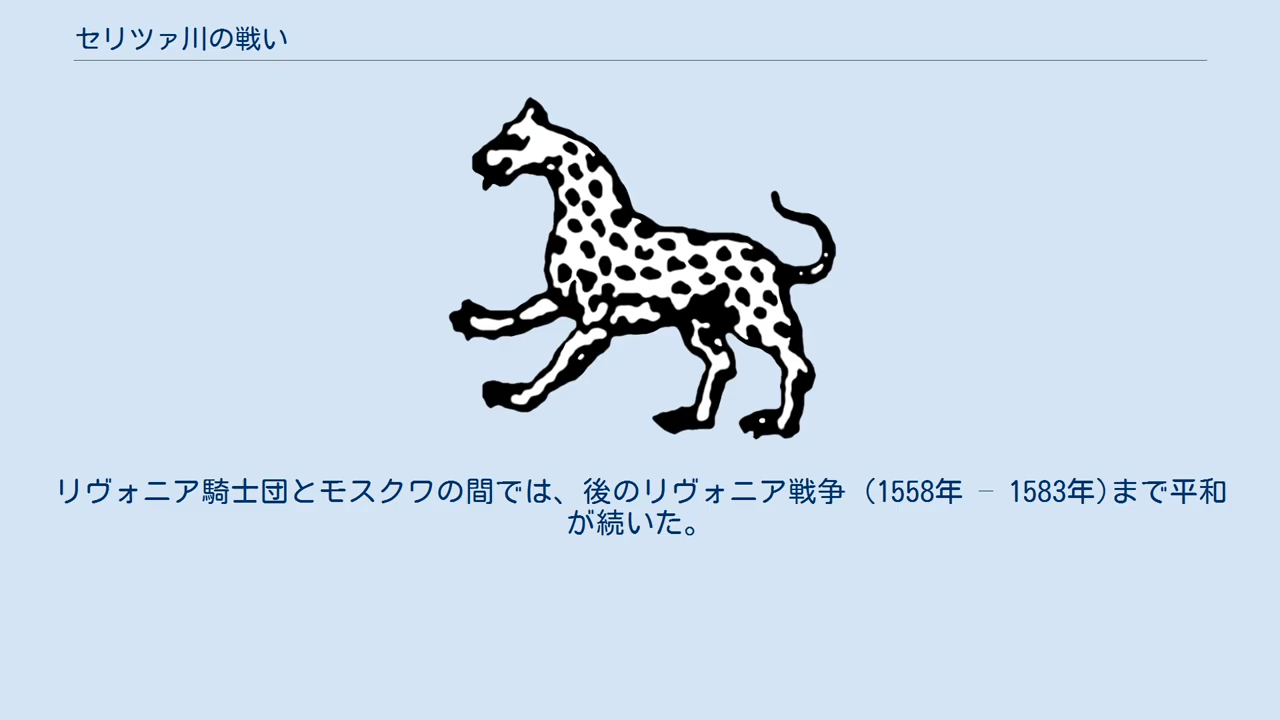 セリツァ川の戦い
リヴォニア騎士団とモスクワの間では、後のリヴォニア戦争 (1558年 – 1583年)まで平和
が続いた。